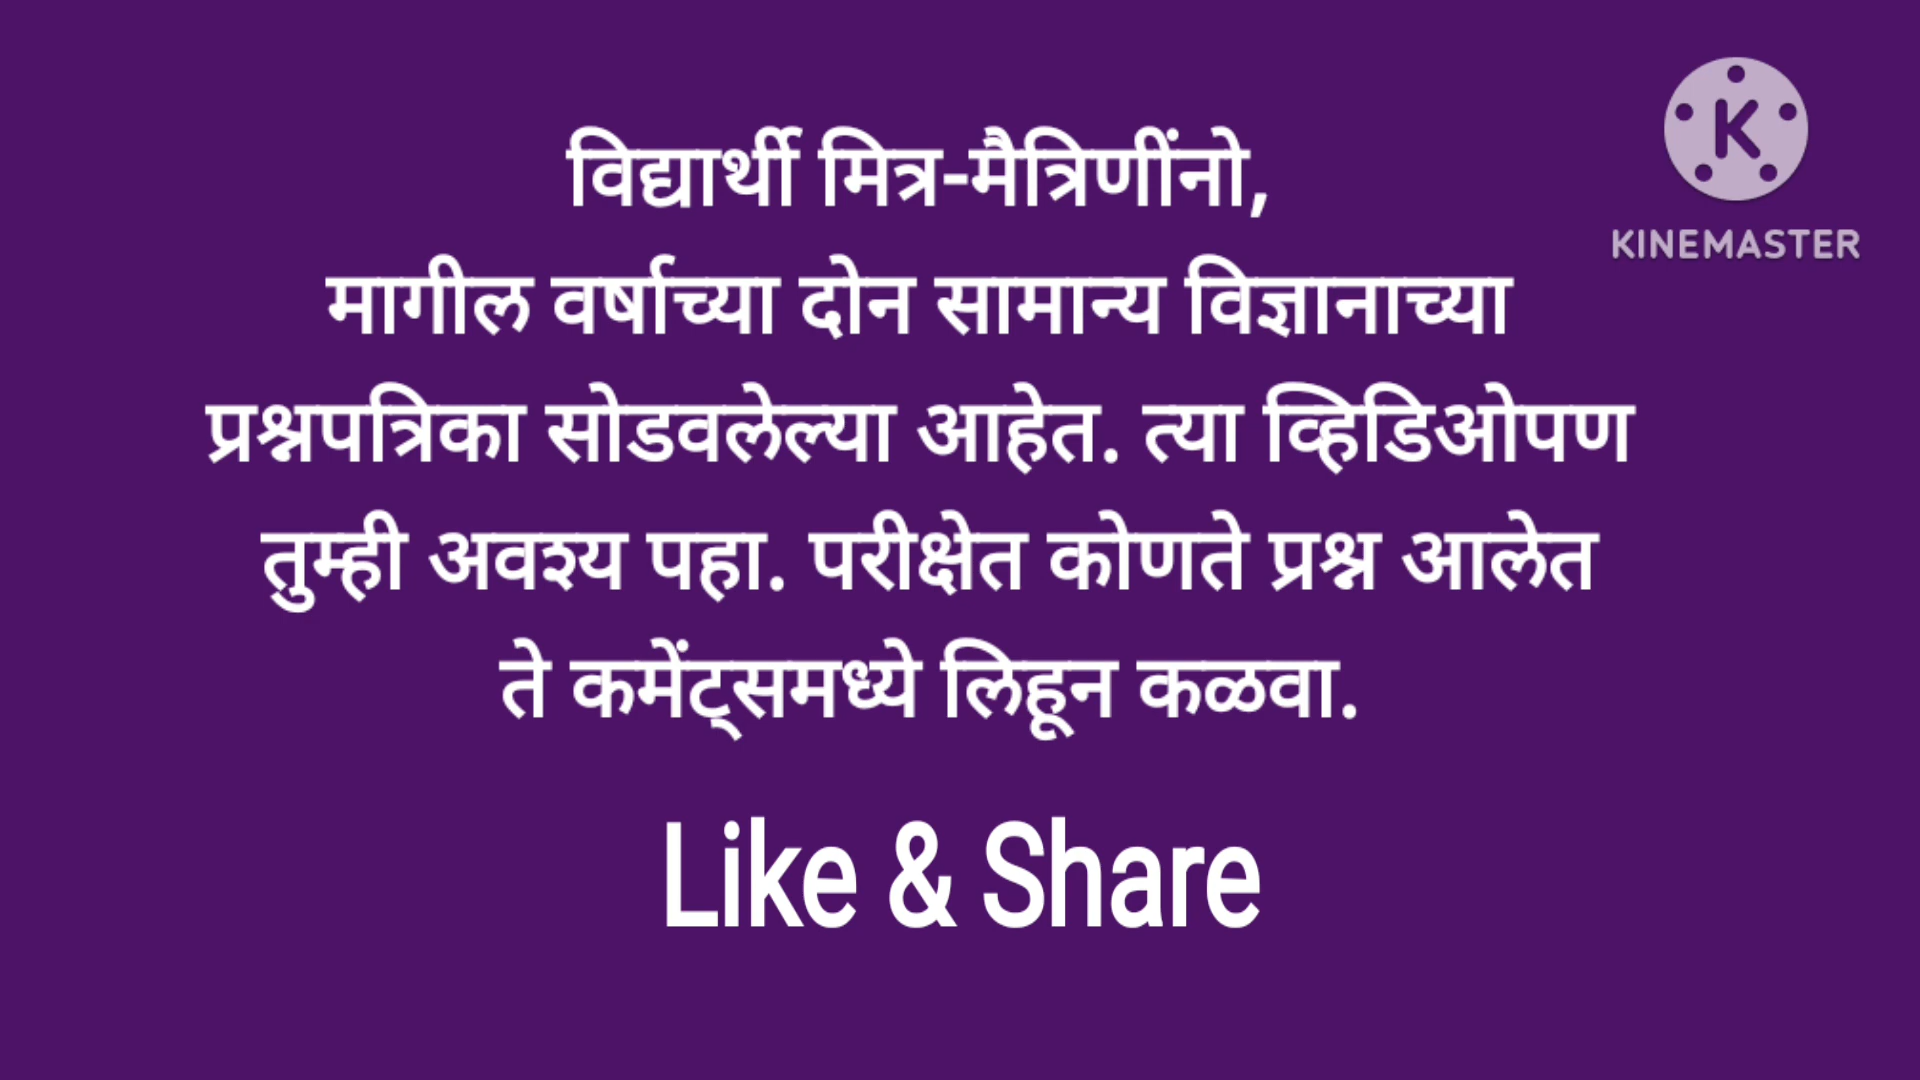 विद्यार्थी मित्र-मैत्रिणींनो,
KINEMASTER
मागील वर्षाच्या दोन सामान्य विज्ञानाच्या
प्रश्नपत्रिका सोडवलेल्या आहेत. त्या व्हिडिओपण
तुम्ही अवश्य पहा. परीक्षेत कोणते प्रश्न आलेत
ते कमेंट्समध्ये लिहून कळवा.
Like & Share